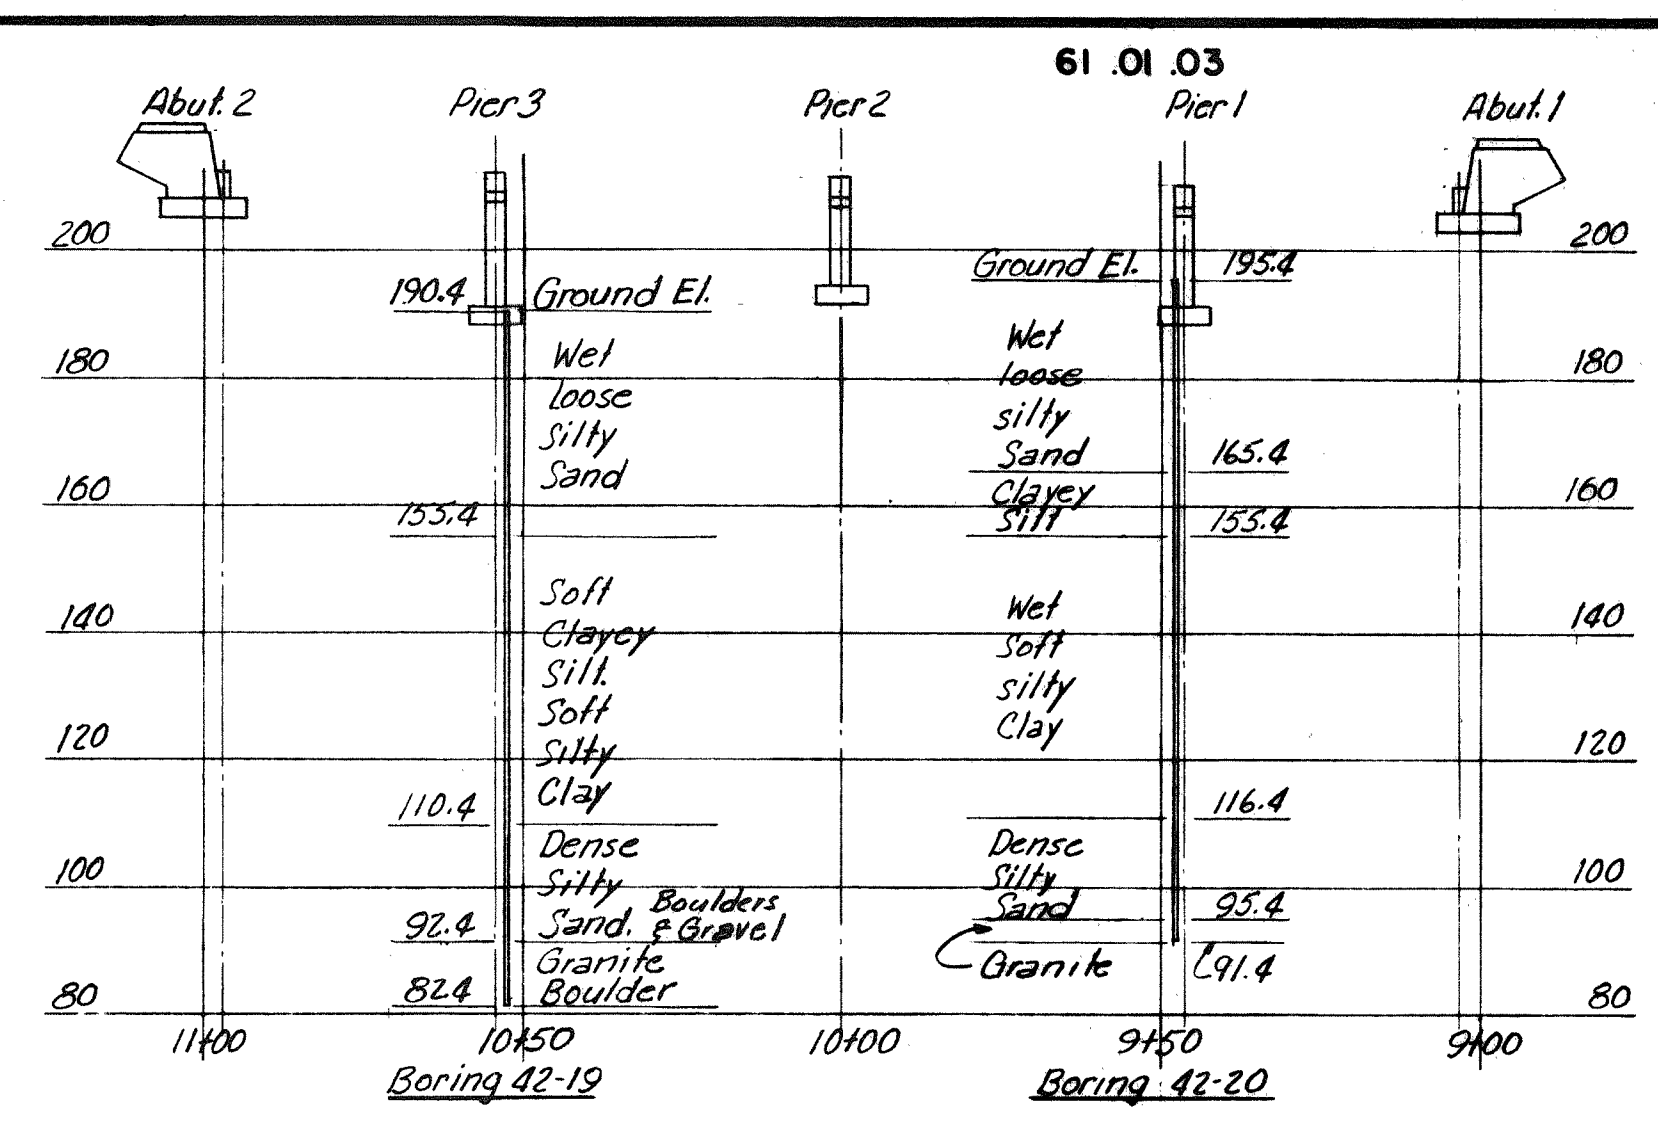 61 .01 .03
Abut. 2 Pier 3 Pier 2 Pier 1 Abut. 1
200 200
Ground El. 195.4
190.4 Ground El.
Wet
Wet
180 180
loose
Loose
silty
Silty
Sand 165.4
Sand
160 160
Clayey
Silt 155.4
155.4
Soft
Wet
140 140
Clayey
Soft
Silt.
silty
Soft
Clay
120 120
Silty
Clay
110.4 116.4
Dense Dense
100 100
Silty Silty
Boulders
Sand 95.4
92.4 Sand. & Gravel
Granite Granite 91.4
82.4 Boulder
80 80
11+00 10+50 10+00 9+50 9+00
Boring 42-19 Boring 42-20